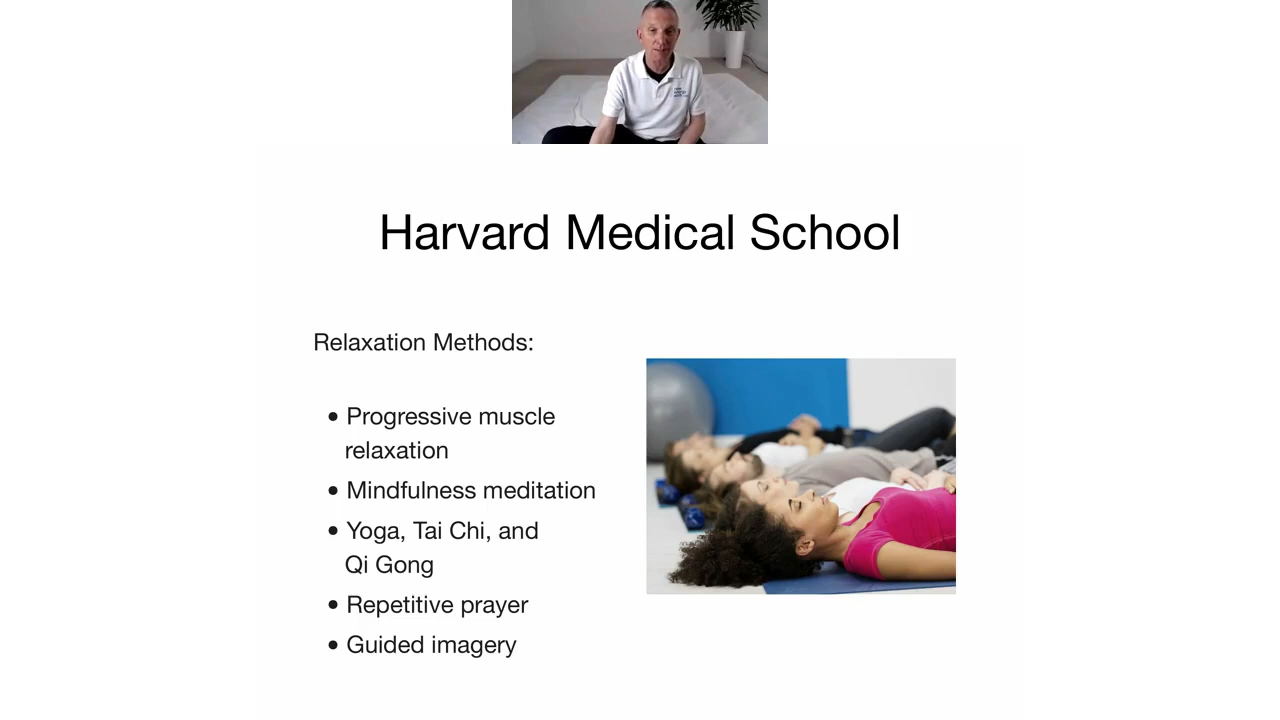 Harvard Medical School
Relaxation Methods:
• Progressive muscle
relaxation
• Mindfulness meditation
• Yoga, Tai Chi, and
Qi Gong
• Repetitive prayer
• Guided imagery